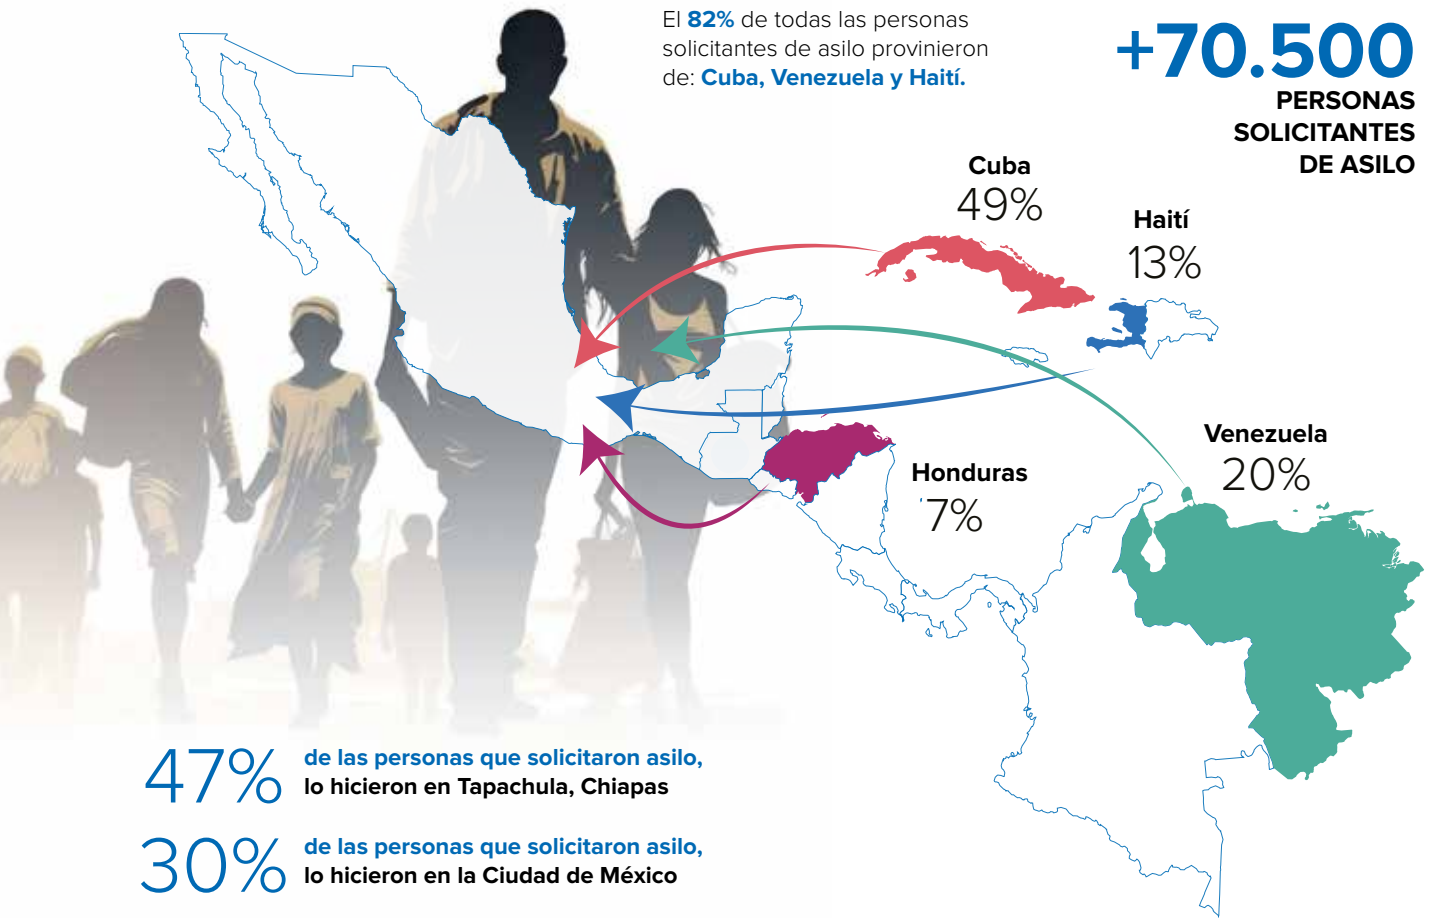 El 82% de todas las personas
solicitantes de asilo provinieron
de: Cuba, Venezuela y Haití.
+70.500
PERSONAS
SOLICITANTES
DE ASILO
Cuba
49%
Haití
13%
Venezuela
20%
Honduras
7%
47%
de las personas que solicitaron asilo,
lo hicieron en Tapachula, Chiapas
30%
de las personas que solicitaron asilo,
lo hicieron en la Ciudad de México